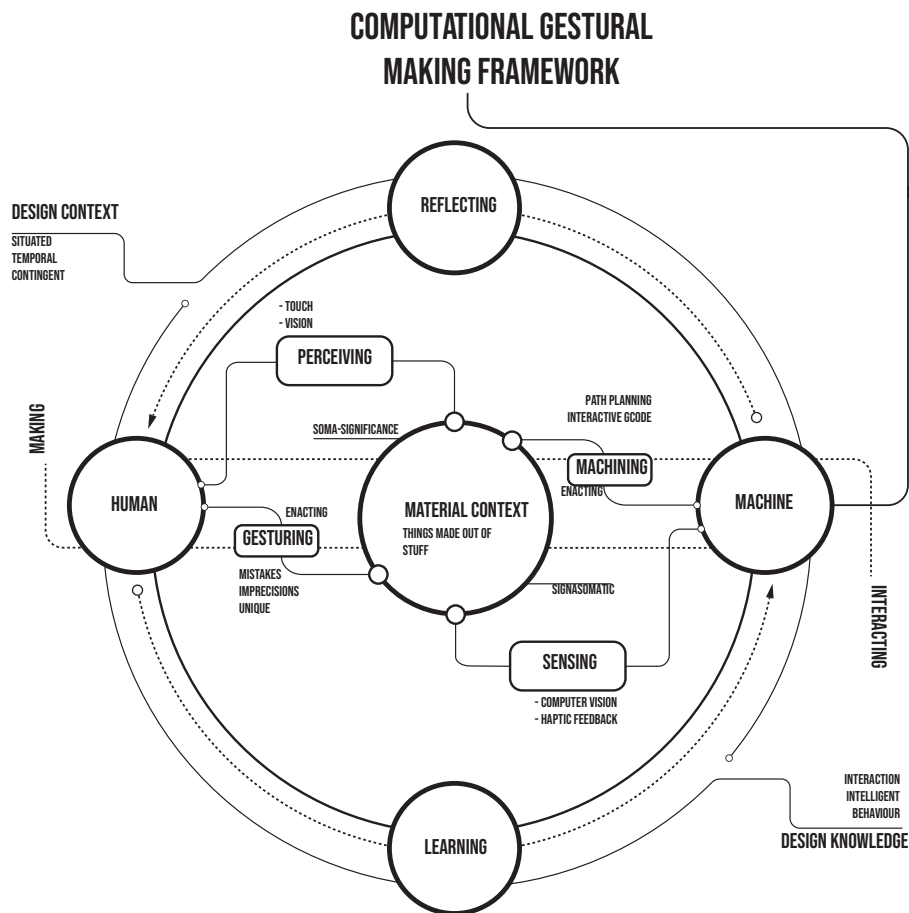 COMPUTATIONAL GESTURAL
MAKING FRAMEWORK
REFLECTING
DESIGN CONTEXT
SITUATED
TEMPORAL
CONTINGENT
- TOUCH
- VISION
PERCEIVING
PATH PLANNING
INTERACTIVE GCODE
MAKING
SOMA-SIGNIFICANCE
MACHINING
ENACTING
HUMAN
MATERIAL CONTEXT
THINGS MADE OUT OF
STUFF
MACHINE
ENACTING
GESTURING
MISTAKES
IMPRECISIONS
UNIQUE
SIGNASOMATIC
INTERACTING
SENSING
- COMPUTER VISION
- HAPTIC FEEDBACK
INTERACTION
INTELLIGENT
BEHAVIOUR
DESIGN KNOWLEDGE
LEARNING